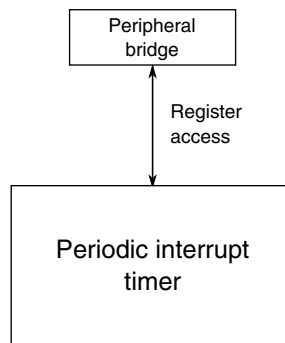 Peripheral
bridge
Register
access
Periodic interrupt
timer